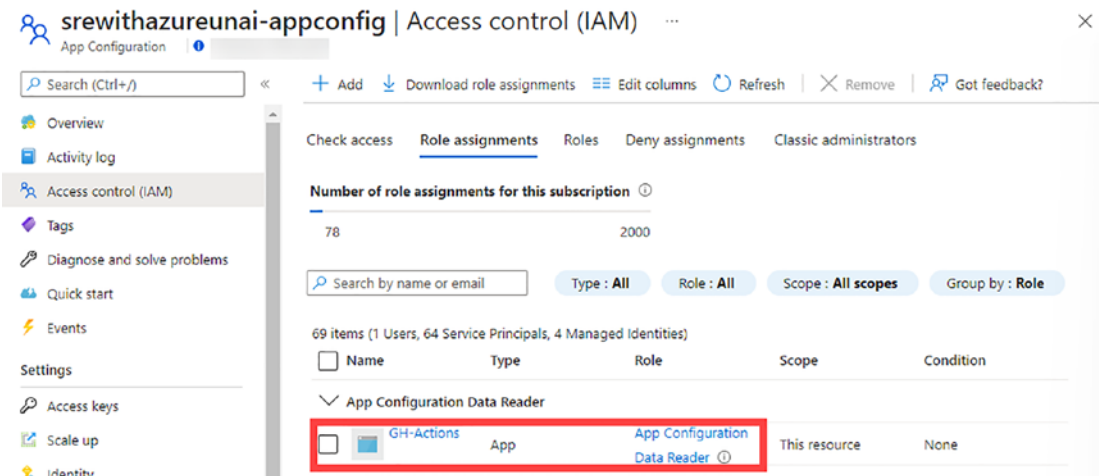 srewithazureunai-appconfig | Access control (IAM) ...
App Configuration
Search (Ctrl+/)
Overview
Activity log
Access control (IAM)
Tags
Diagnose and solve problems
Quick start
Events
Settings
Access keys
Scale up
Identity
Add Download role assignments Edit columns Refresh Remove Got feedback?
Check access Role assignments Roles Deny assignments Classic administrators
Number of role assignments for this subscription
78 2000
Search by name or email Type : All Role : All Scope : All scopes Group by : Role
69 items (1 Users, 64 Service Principals, 4 Managed Identities)
Name Type Role Scope Condition
App Configuration Data Reader
GH-Actions App App Configuration This resource None
Data Reader